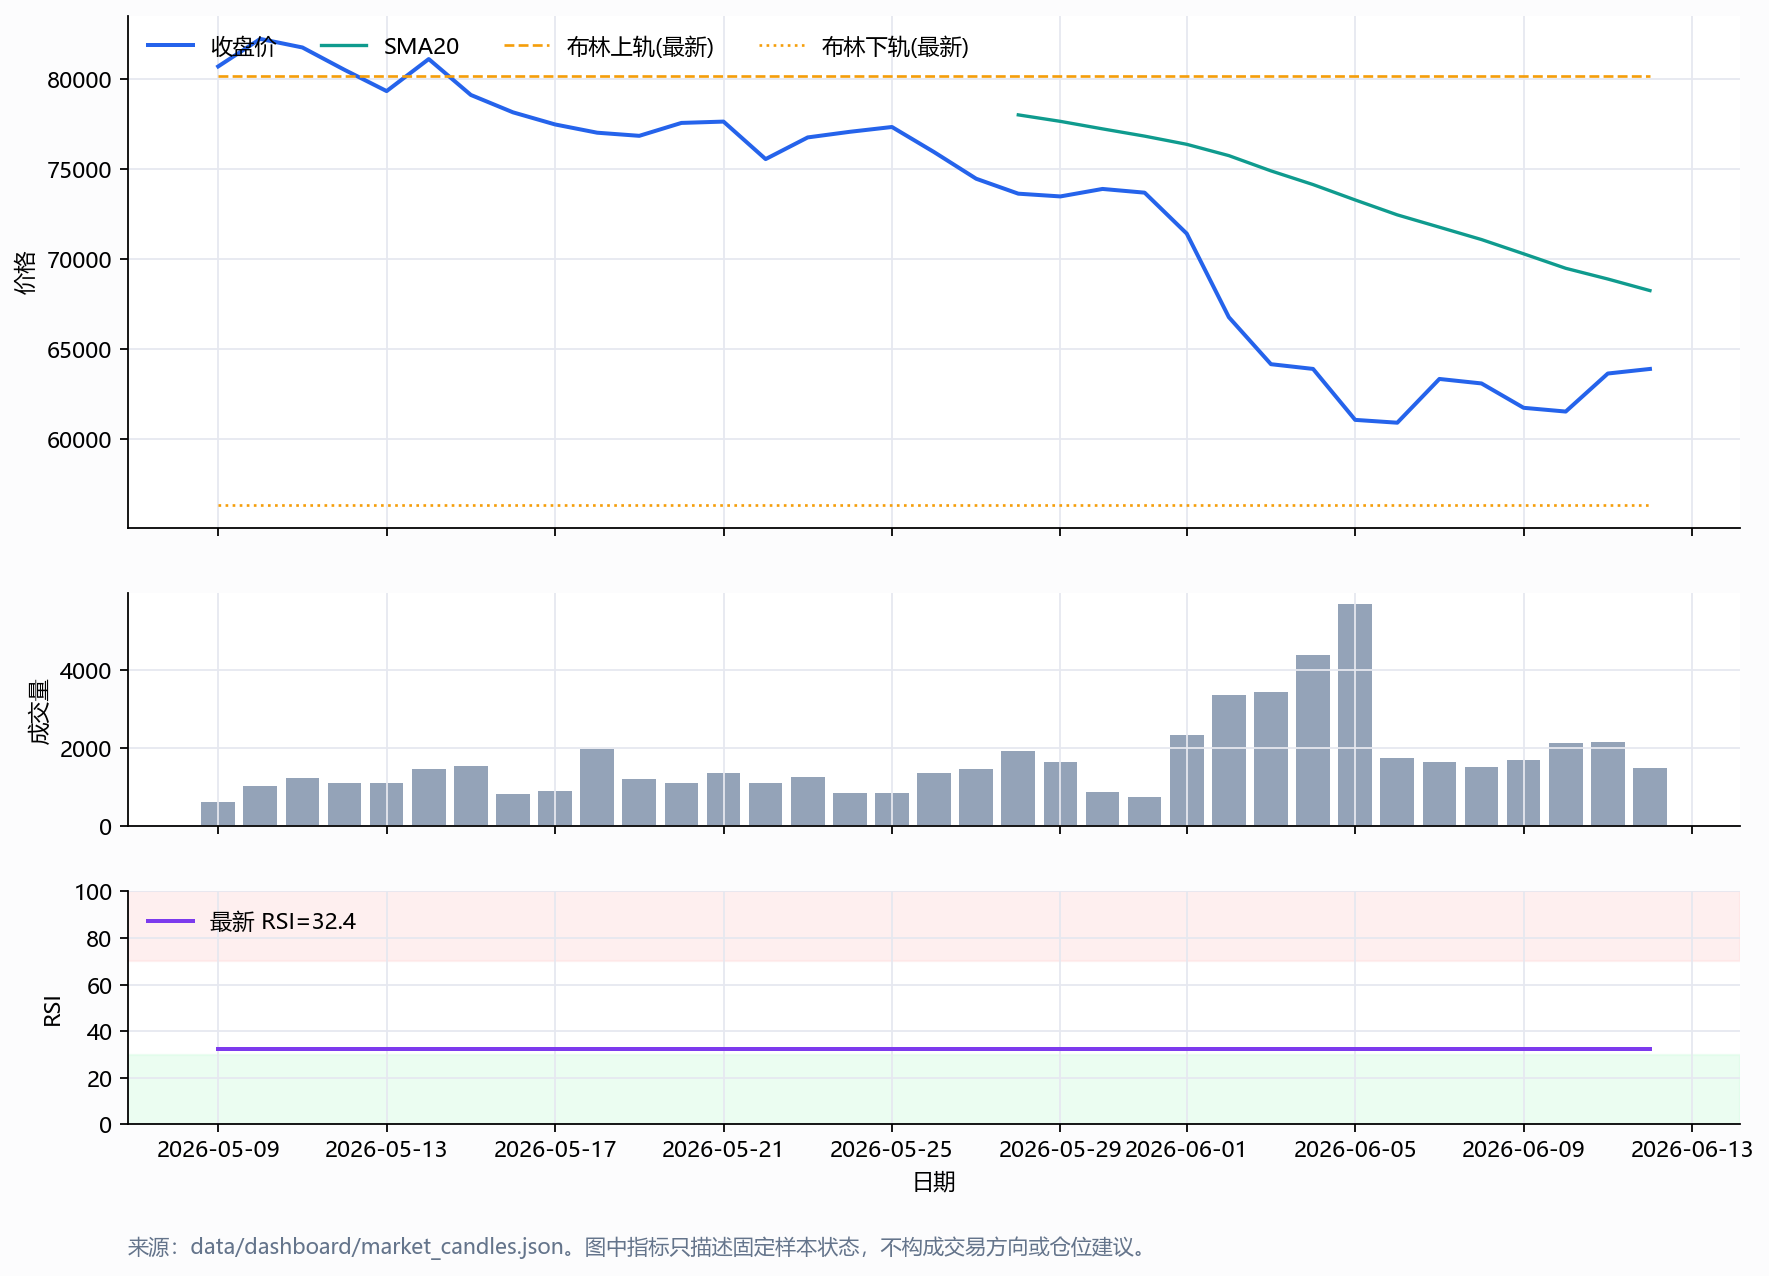 收盘价 SMA20 布林上轨(最新) 布林下轨(最新)
80000
75000
70000
65000
60000
价格
4000
2000
0
成交量
最新 RSI=32.4
100
80
60
40
20
0
RSI
2026-05-09 2026-05-13 2026-05-17 2026-05-21 2026-05-25 2026-05-29 2026-06-01 2026-06-05 2026-06-09 2026-06-13
日期
来源：data/dashboard/market_candles.json。图中指标只描述固定样本状态，不构成交易方向或仓位建议。